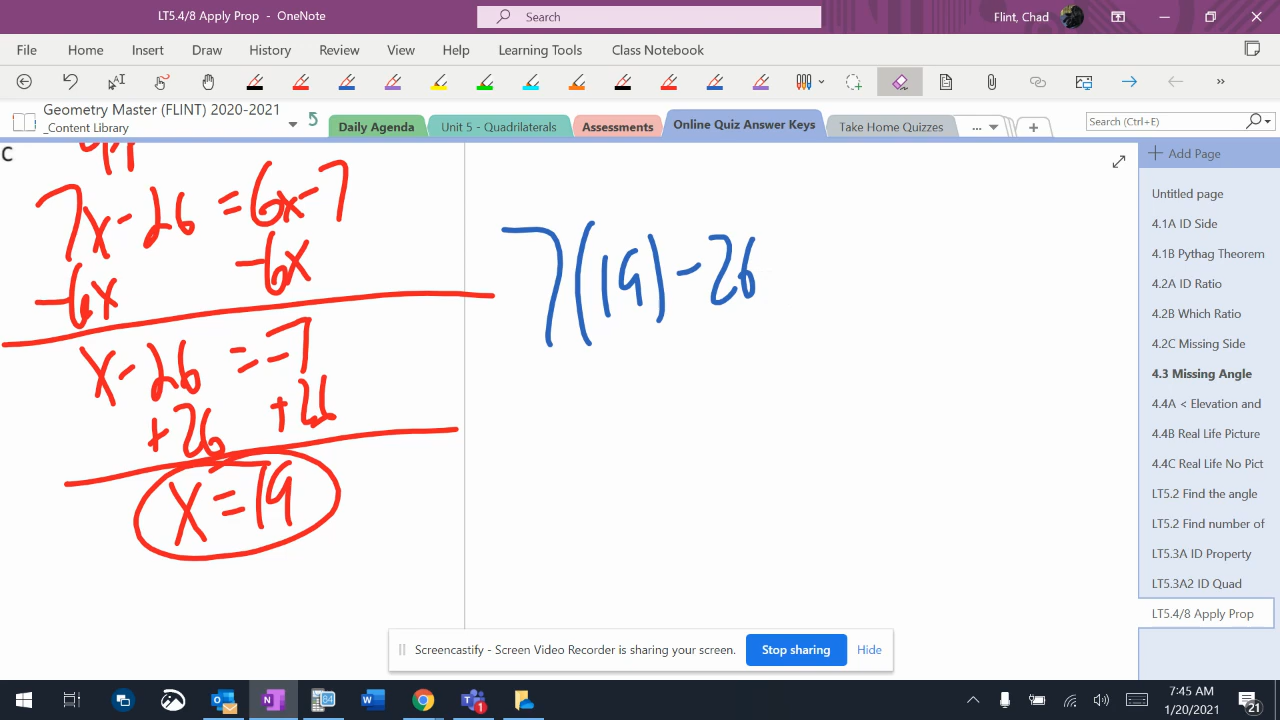 LT5.4/8 Apply Prop - OneNote
Search
Flint, Chad
File Home Insert Draw History Review View Help Learning Tools Class Notebook
Geometry Master (FLINT) 2020-2021
_Content Library
Daily Agenda Unit 5 - Quadrilaterals Assessments Online Quiz Answer Keys Take Home Quizzes ... +
Search (Ctrl+E)
C
7x-26 =6x-7
-6x -6x
x-26 =-7
+26 +26
x=19
7(19)-26
Add Page
Untitled page
4.1A ID Side
4.1B Pythag Theorem
4.2A ID Ratio
4.2B Which Ratio
4.2C Missing Side
4.3 Missing Angle
4.4A < Elevation and
4.4B Real Life Picture
4.4C Real Life No Pict
LT5.2 Find the angle
LT5.2 Find number of
LT5.3A ID Property
LT5.3A2 ID Quad
LT5.4/8 Apply Prop
Screencastify - Screen Video Recorder is sharing your screen. Stop sharing Hide
84
1
7:45 AM
1/20/2021
21